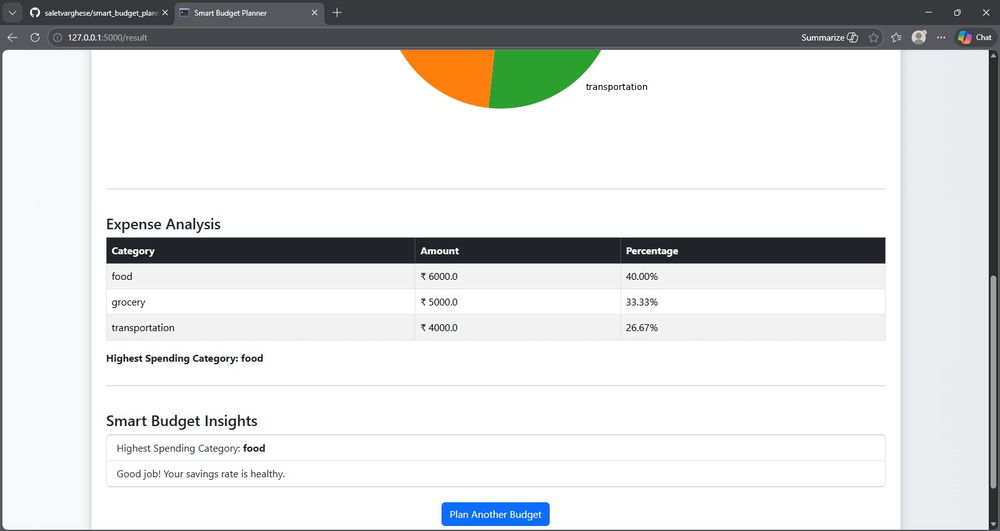 saletvarghese/smart_budget_plan
Smart Budget Planner
127.0.0.1:5000/result
Summarize
Chat
transportation
Expense Analysis
Category Amount Percentage
food ₹ 6000.0 40.00%
grocery ₹ 5000.0 33.33%
transportation ₹ 4000.0 26.67%
Highest Spending Category: food
Smart Budget Insights
Highest Spending Category: food
Good job! Your savings rate is healthy.
Plan Another Budget